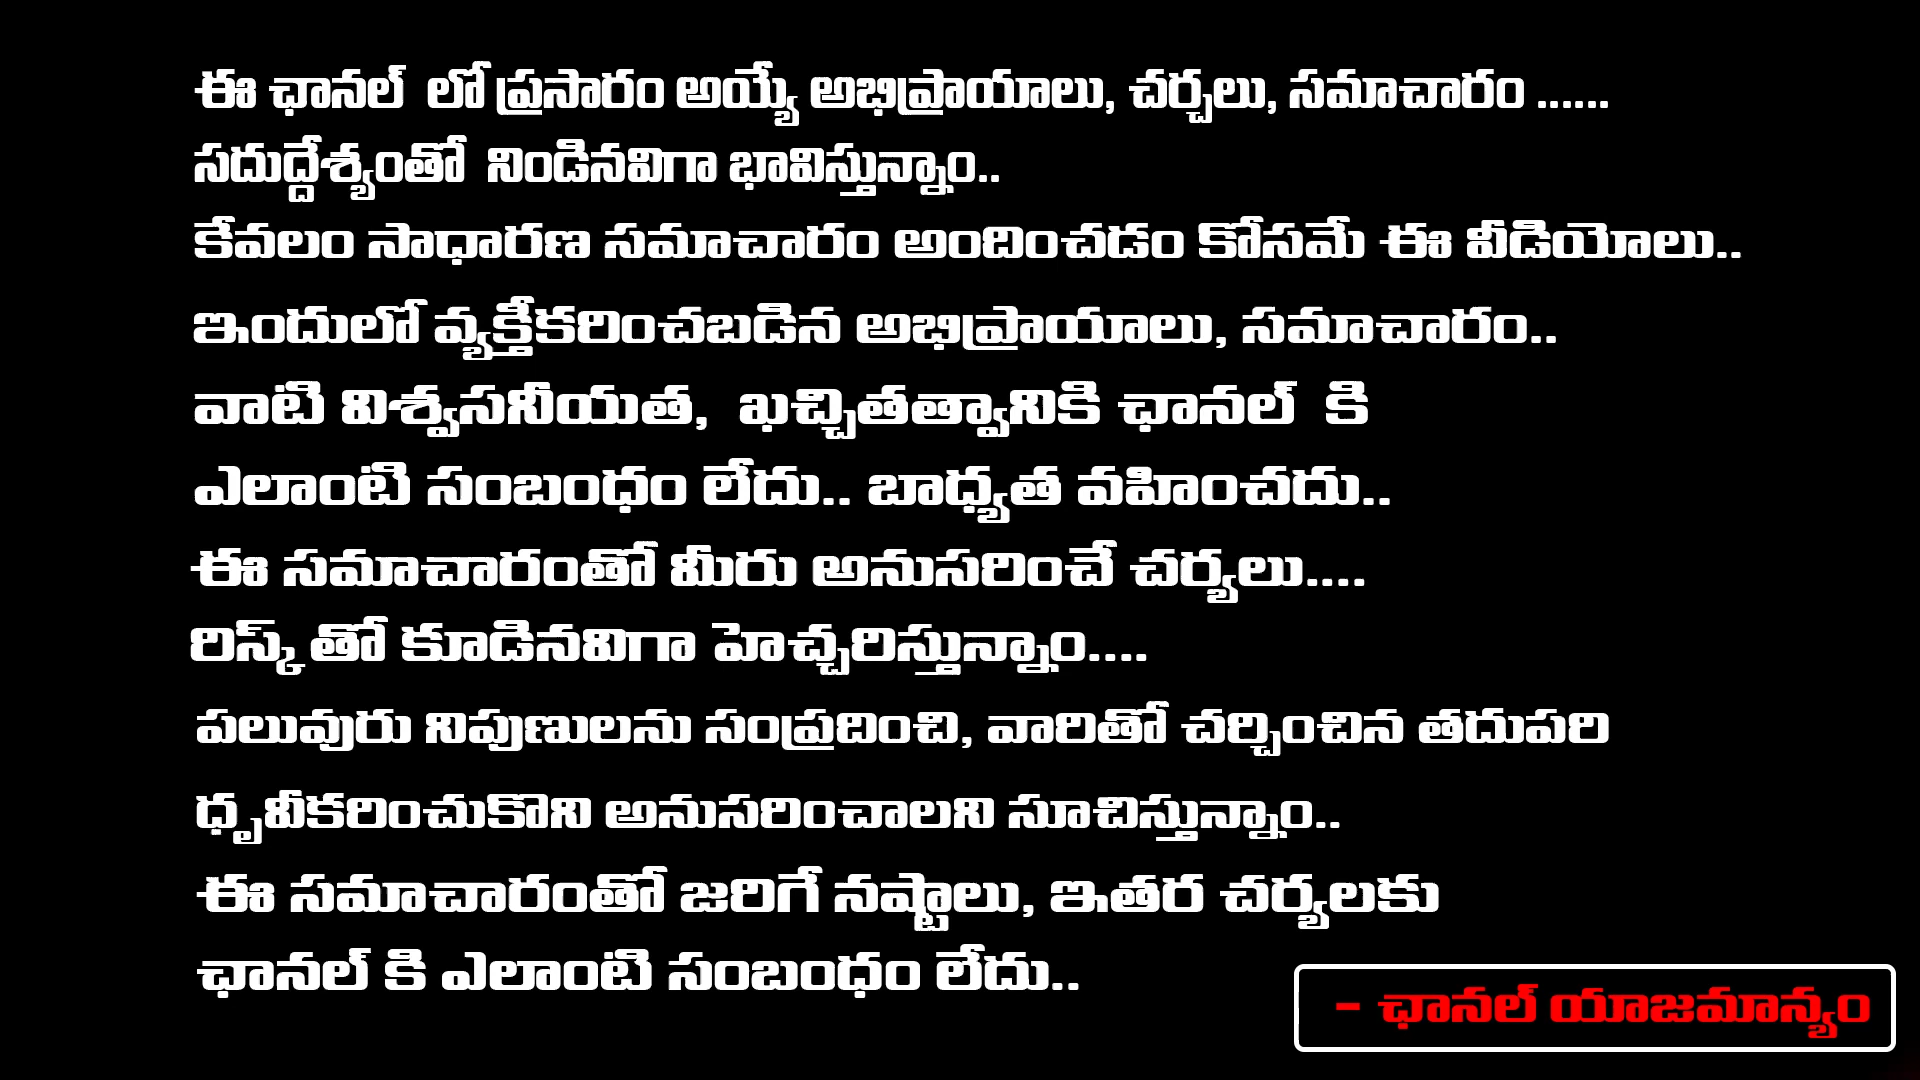 ఈ ఛానల్ లో ప్రసారం అయ్యే అభిప్రాయాలు, చర్చలు, సమాచారం ......
సదుద్దేశ్యంతో నిండినవిగా భావిస్తున్నాం..
కేవలం సాధారణ సమాచారం అందించడం కోసమే ఈ వీడియోలు..
ఇందులో వ్యక్తీకరించబడిన అభిప్రాయాలు, సమాచారం..
వాటి విశ్వసనీయత, ఖచ్చితత్వానికి ఛానల్ కి
ఎలాంటి సంబంధం లేదు.. బాధ్యత వహించదు..
ఈ సమాచారంతో మీరు అనుసరించే చర్యలు....
రిస్క్ తో కూడినవిగా హెచ్చరిస్తున్నాం....
పలువురు నిపుణులను సంప్రదించి, వారితో చర్చించిన తదుపరి
ధృవీకరించుకొని అనుసరించాలని సూచిస్తున్నాం..
ఈ సమాచారంతో జరిగే నష్టాలు, ఇతర చర్యలకు
ఛానల్ కి ఎలాంటి సంబంధం లేదు..
- ఛానల్ యాజమాన్యం